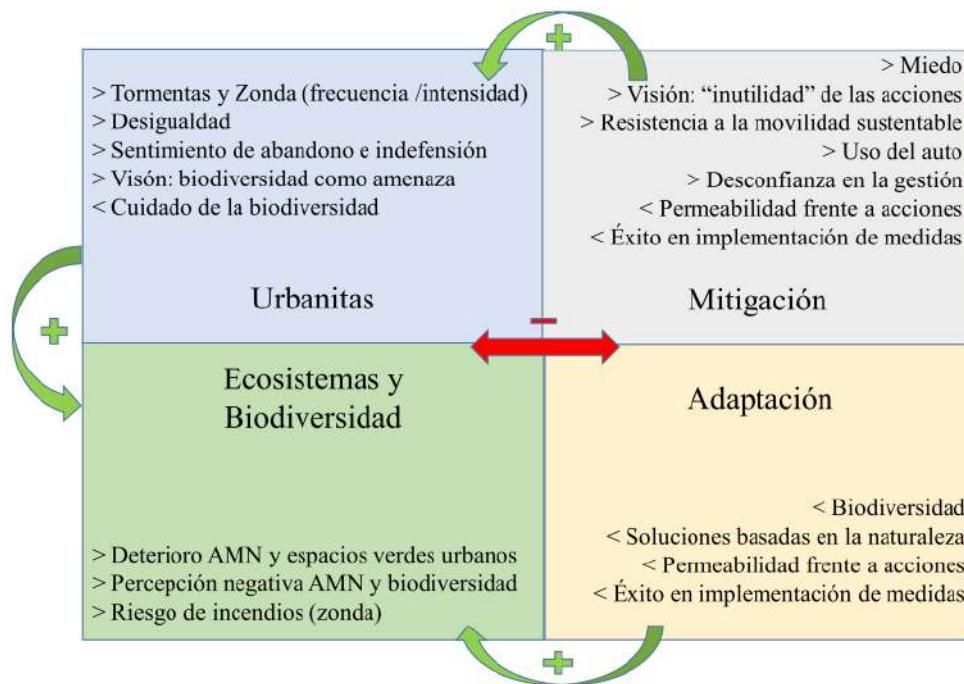 > Tormentas y Zonda (frecuencia /intensidad)
> Desigualdad
> Sentimiento de abandono e indefensión
> Visón: biodiversidad como amenaza
< Cuidado de la biodiversidad
Urbanitas
> Miedo
> Visión: “inutilidad” de las acciones
> Resistencia a la movilidad sustentable
> Uso del auto
> Desconfianza en la gestión
< Permeabilidad frente a acciones
< Éxito en implementación de medidas
Mitigación
Ecosistemas y
Biodiversidad
> Deterioro AMN y espacios verdes urbanos
> Percepción negativa AMN y biodiversidad
> Riesgo de incendios (zonda)
Adaptación
< Biodiversidad
< Soluciones basadas en la naturaleza
< Permeabilidad frente a acciones
< Éxito en implementación de medidas